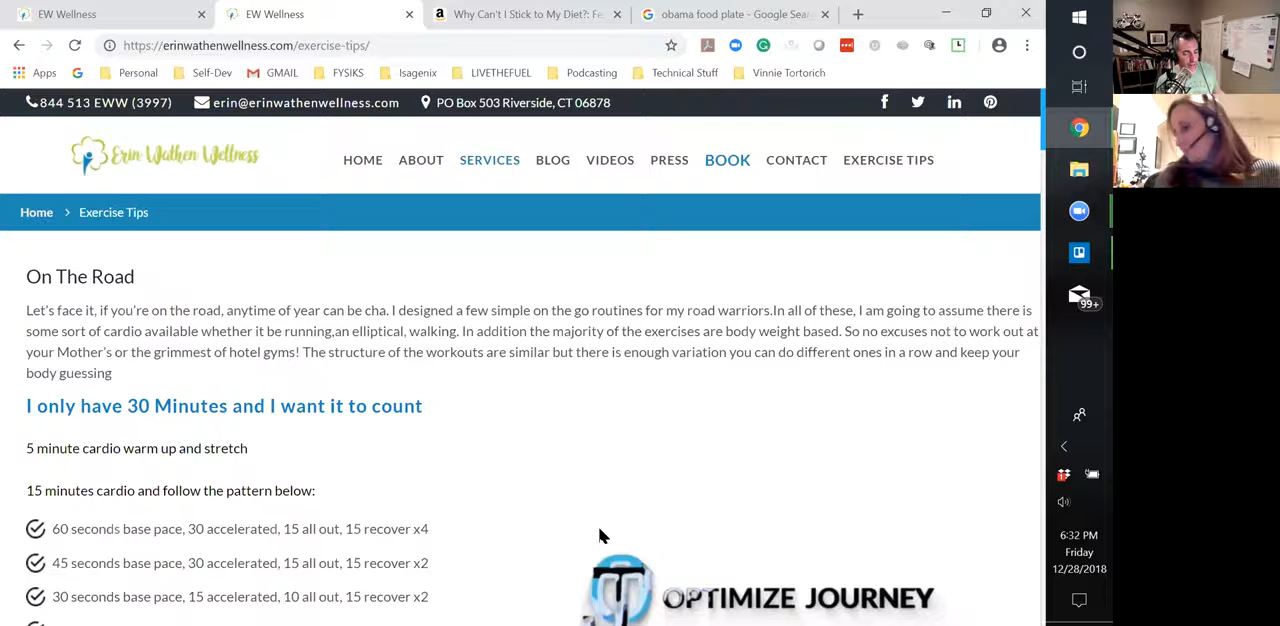 EW Wellness
EW Wellness
Why Can't I Stick to My Diet?: Fe
obama food plate - Google Sear
https://erinwathenwellness.com/exercise-tips/
Apps
Personal
Self-Dev
GMAIL
FYSIKS
Isagenix
LIVETHEFUEL
Podcasting
Technical Stuff
Vinnie Tortorich
844 513 EWW (3997)
erin@erinwathenwellness.com
PO Box 503 Riverside, CT 06878
Erin Wathen Wellness
HOME
ABOUT
SERVICES
BLOG
VIDEOS
PRESS
BOOK
CONTACT
EXERCISE TIPS
Home > Exercise Tips
On The Road
Let's face it, if you're on the road, anytime of year can be cha. I designed a few simple on the go routines for my road warriors.In all of these, I am going to assume there is
some sort of cardio available whether it be running,an elliptical, walking. In addition the majority of the exercises are body weight based. So no excuses not to work out at
your Mother's or the grimmest of hotel gyms! The structure of the workouts are similar but there is enough variation you can do different ones in a row and keep your
body guessing
I only have 30 Minutes and I want it to count
5 minute cardio warm up and stretch
15 minutes cardio and follow the pattern below:
60 seconds base pace, 30 accelerated, 15 all out, 15 recover x4
45 seconds base pace, 30 accelerated, 15 all out, 15 recover x2
30 seconds base pace, 15 accelerated, 10 all out, 15 recover x2
OPTIMIZE JOURNEY
99+
6:32 PM
Friday
12/28/2018